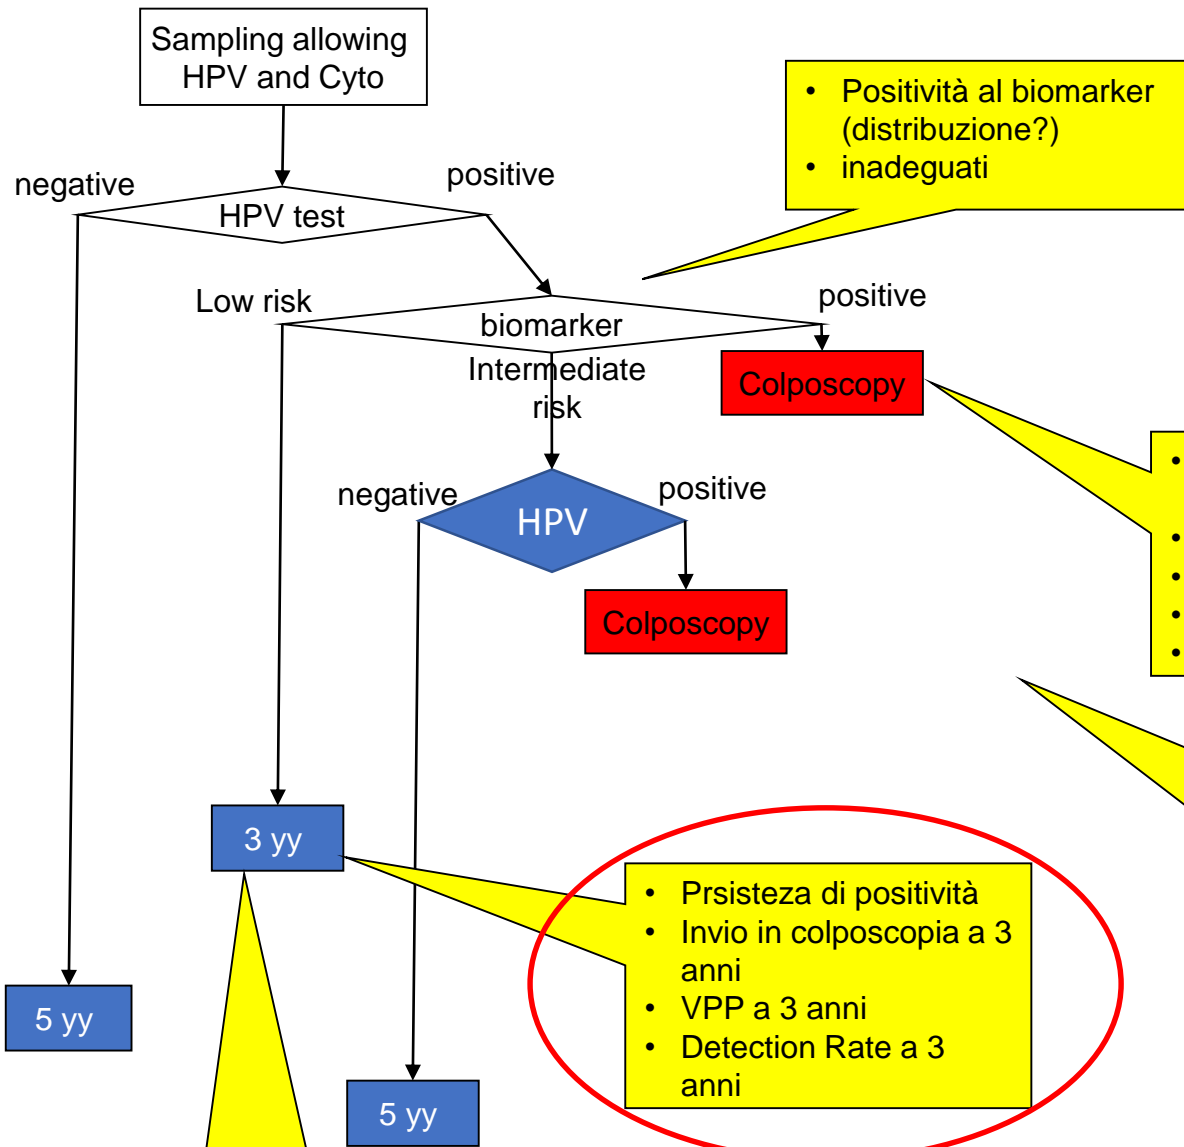 Sampling allowing
HPV and Cyto
• Positività al biomarker
(distribuzione?)
• inadeguati
negative
positive
HPV test
Low risk
positive
biomarker
Intermediate
risk
Colposcopy
negative
positive
HPV
Colposcopy
3 yy
• Prsisteza di positività
• Invio in colposcopia a 3
anni
• VPP a 3 anni
• Detection Rate a 3
anni
5 yy
5 yy